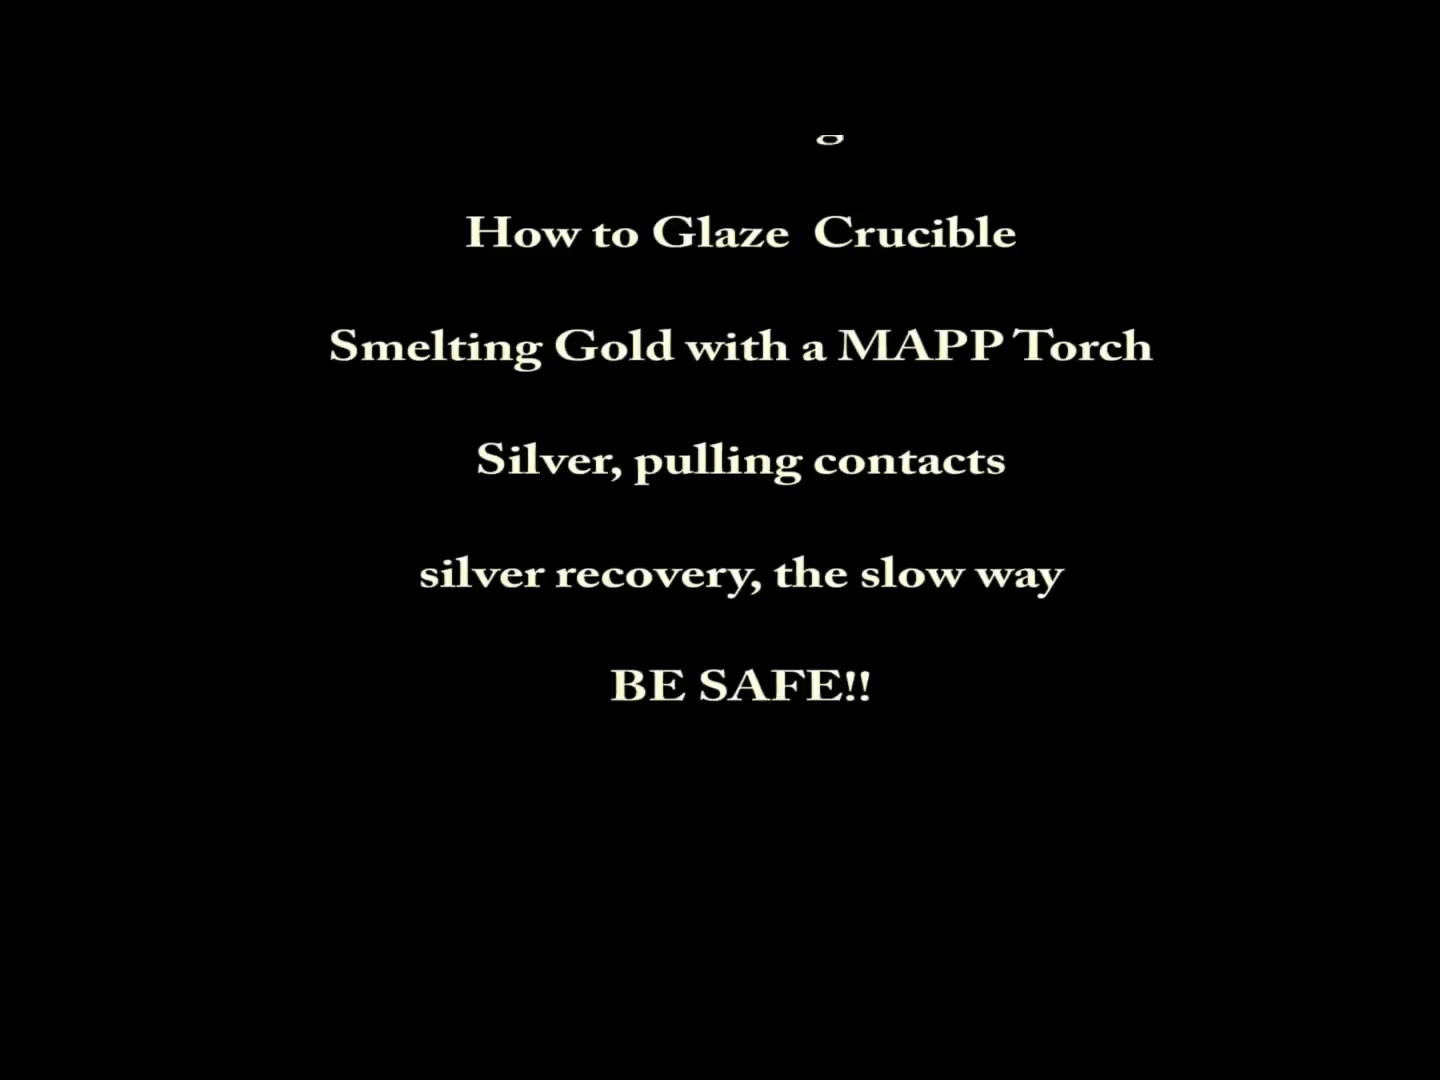 How to Glaze  Crucible
Smelting Gold with a MAPP Torch
Silver, pulling contacts
silver recovery, the slow way
BE SAFE!!